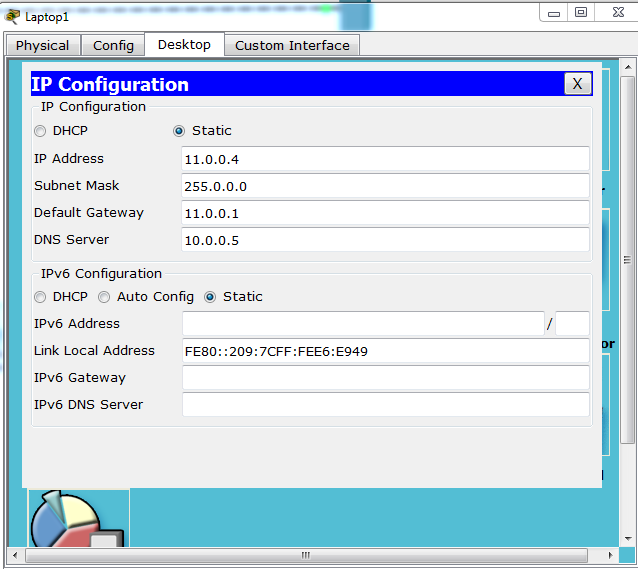 Laptop1
Physical Config Desktop Custom Interface
IP Configuration X
IP Configuration
DHCP Static
IP Address 11.0.0.4
Subnet Mask 255.0.0.0
Default Gateway 11.0.0.1
DNS Server 10.0.0.5
IPv6 Configuration
DHCP Auto Config Static
IPv6 Address /
Link Local Address FE80::209:7CFF:FEE6:E949
or
IPv6 Gateway
IPv6 DNS Server